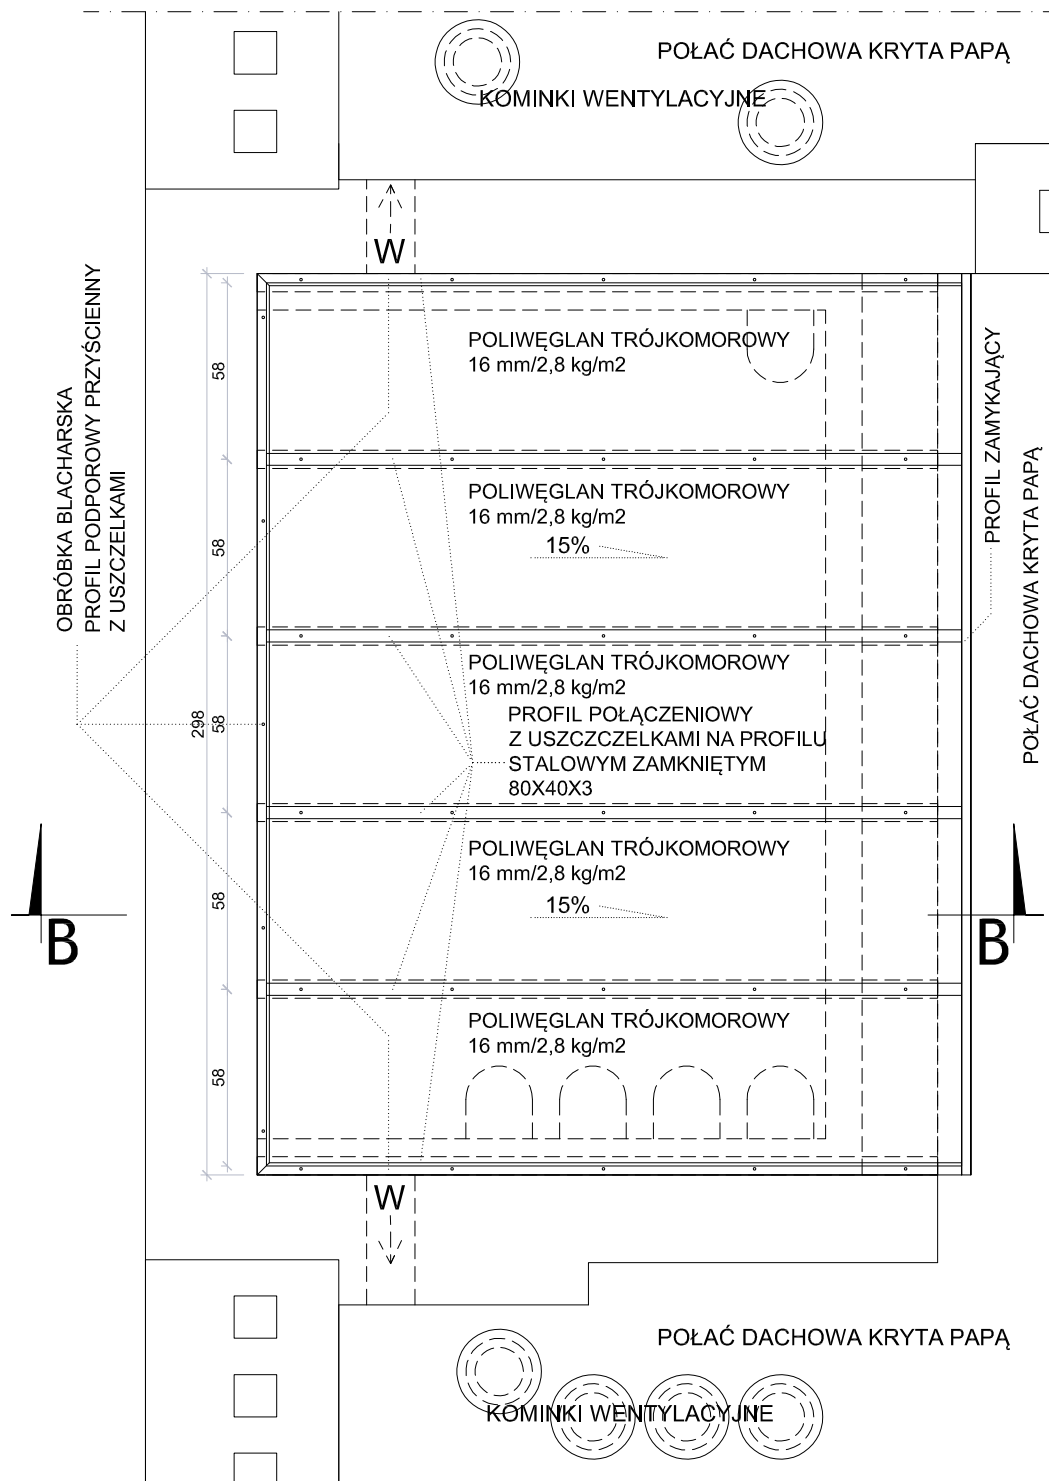 POŁAĆ DACHOWA KRYTA PAPĄ
KOMINKI WENTYLACYJNE
W
OBRÓBKA BLACHARSKA
PROFIL PODPOROWY PRZYŚCIENNY
Z USZCZELKAMI
298
58
58
58
58
58
POLIWĘGLAN TRÓJKOMOROWY
16 mm/2,8 kg/m2
POLIWĘGLAN TRÓJKOMOROWY
16 mm/2,8 kg/m2
15%
POLIWĘGLAN TRÓJKOMOROWY
16 mm/2,8 kg/m2
PROFIL POŁĄCZENIOWY
Z USZCZCZELKAMI NA PROFILU
STALOWYM ZAMKNIĘTYM
80X40X3
POLIWĘGLAN TRÓJKOMOROWY
16 mm/2,8 kg/m2
15%
POLIWĘGLAN TRÓJKOMOROWY
16 mm/2,8 kg/m2
PROFIL ZAMYKAJĄCY
POŁAĆ DACHOWA KRYTA PAPĄ
B
B
W
POŁAĆ DACHOWA KRYTA PAPĄ
KOMINKI WENTYLACYJNE